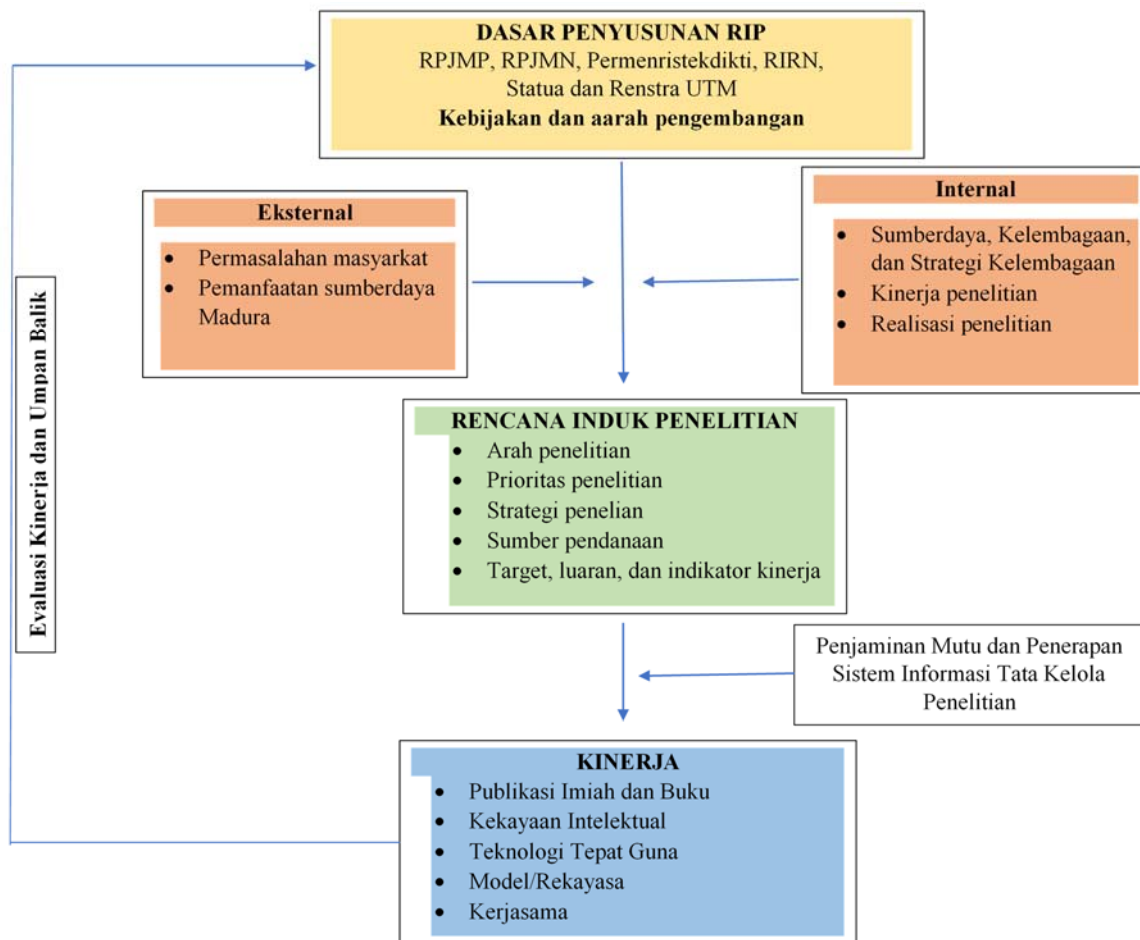 DASAR PENYUSUNAN RIP
RPJMP, RPJMN, Permenristekdikti, RIRN,
Statua dan Renstra UTM
Kebijakan dan aarah pengembangan
Eksternal
• Permasalahan masyarkat
• Pemanfaatan sumberdaya
Madura
Internal
• Sumberdaya, Kelembagaan,
dan Strategi Kelembagaan
• Kinerja penelitian
• Realisasi penelitian
Evaluasi Kinerja dan Umpan Balik
RENCANA INDUK PENELITIAN
• Arah penelitian
• Prioritas penelitian
• Strategi penelian
• Sumber pendanaan
• Target, luaran, dan indikator kinerja
Penjaminan Mutu dan Penerapan
Sistem Informasi Tata Kelola
Penelitian
KINERJA
• Publikasi Imiah dan Buku
• Kekayaan Intelektual
• Teknologi Tepat Guna
• Model/Rekayasa
• Kerjasama